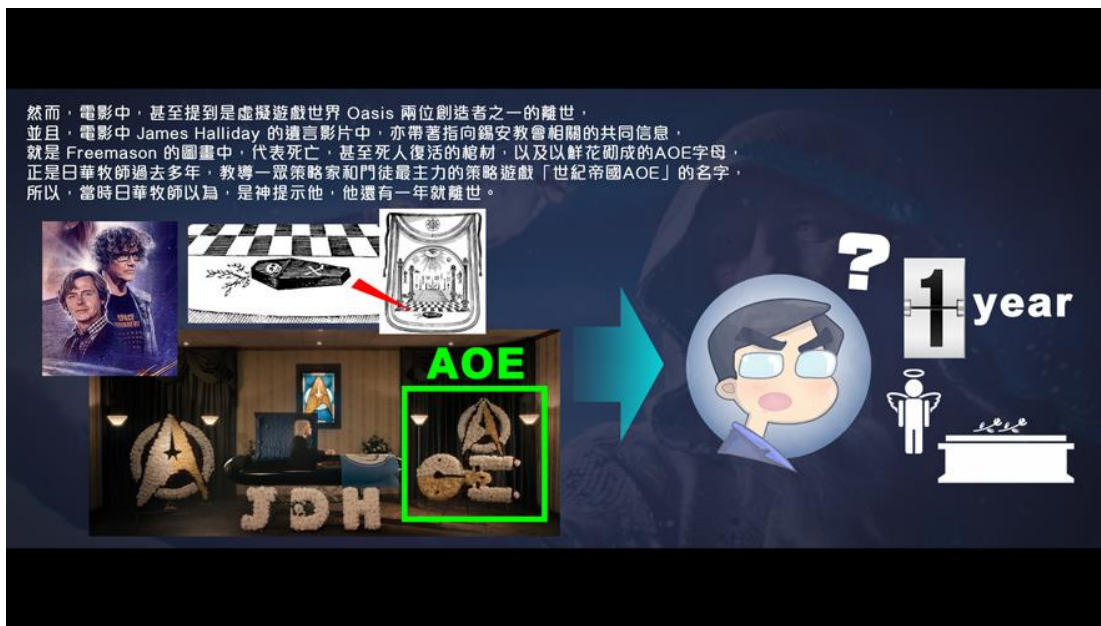 然而，電影中，甚至提到是虛擬遊戲世界 Oasis 兩位創造者之一的離世，
並且，電影中 James Halliday 的遺言影片中，亦帶著指向錫安教會相關的共同信息，
就是 Freemason 的圖畫中，代表死亡，甚至死人復活的棺材，以及以鮮花砌成的AOE字母，
正是日華牧師過去多年，教導一眾策略家和門徒最主力的策略遊戲「世紀帝國AOE」的名字，
所以，當時日華牧師以為，是神提示他，他還有一年就離世。
?
1 year
SPACE
INVADERS
AOE
A
OE
JDH